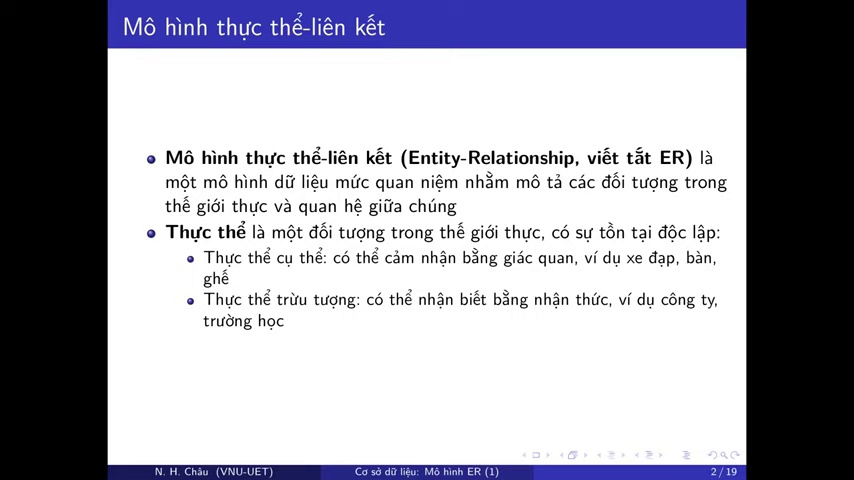 Mô hình thực thể-liên kết
Mô hình thực thể-liên kết (Entity-Relationship, viết tắt ER) là
một mô hình dữ liệu mức quan niệm nhằm mô tả các đối tượng trong
thế giới thực và quan hệ giữa chúng
Thực thể là một đối tượng trong thế giới thực, có sự tồn tại độc lập:
Thực thể cụ thể: có thể cảm nhận bằng giác quan, ví dụ xe đạp, bàn,
ghế
Thực thể trừu tượng: có thể nhận biết bằng nhận thức, ví dụ công ty,
trường học
N. H. Châu (VNU-UET)
Cơ sở dữ liệu: Mô hình ER (1)
2 / 19